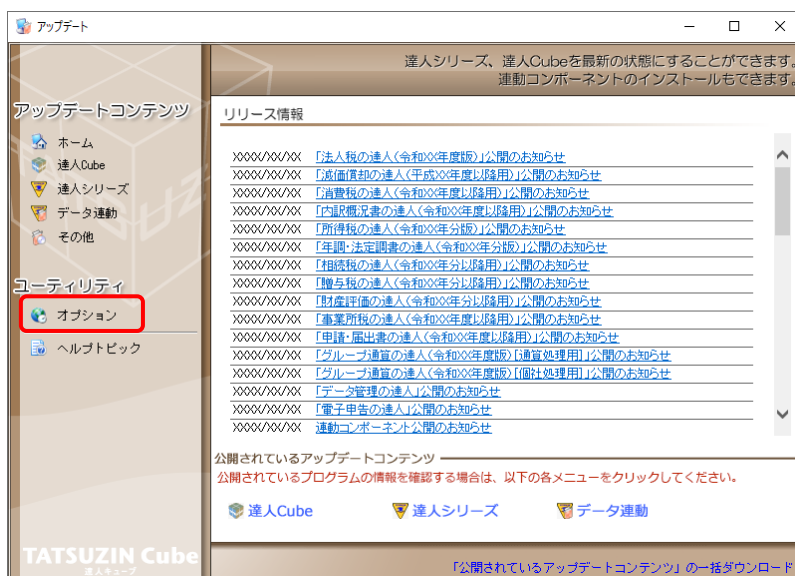 アップデート
達人シリーズ、達人Cubeを最新の状態にすることができます。
連動コンポーネントのインストールもできます。
アップデートコンテンツ
ホーム
達人Cube
達人シリーズ
データ連動
その他
ユーティリティ
オプション
ヘルプトピック
TATSUZIN Cube
達人キューブ
リリース情報
XXXX/XX/XX 「法人税の達人(令和XX年度版)」公開のお知らせ
XXXX/XX/XX 「減価償却の達人(平成XX年度以降用)」公開のお知らせ
XXXX/XX/XX 「消費税の達人(令和XX年度以降用)」公開のお知らせ
XXXX/XX/XX 「内訳概況書の達人(令和XX年度以降用)」公開のお知らせ
XXXX/XX/XX 「所得税の達人(令和XX年分版)」公開のお知らせ
XXXX/XX/XX 「年調・法定調書の達人(令和XX年分版)」公開のお知らせ
XXXX/XX/XX 「相続税の達人(令和XX年分以降用)」公開のお知らせ
XXXX/XX/XX 「贈与税の達人(令和XX年分以降用)」公開のお知らせ
XXXX/XX/XX 「財産評価の達人(令和XX年分以降用)」公開のお知らせ
XXXX/XX/XX 「事業所税の達人(令和XX年度以降用)」公開のお知らせ
XXXX/XX/XX 「申請・届出書の達人(令和XX年度以降用)」公開のお知らせ
XXXX/XX/XX 「グループ通算の達人(令和XX年度版)[通算処理用]」公開のお知らせ
XXXX/XX/XX 「グループ通算の達人(令和XX年度版)[個社処理用]」公開のお知らせ
XXXX/XX/XX 「データ管理の達人」公開のお知らせ
XXXX/XX/XX 「電子申告の達人」公開のお知らせ
XXXX/XX/XX 連動コンポーネント公開のお知らせ
公開されているアップデートコンテンツ
公開されているプログラムの情報を確認する場合は、以下の各メニューをクリックしてください。
達人Cube 達人シリーズ データ連動
「公開されているアップデートコンテンツ」の一括ダウンロード